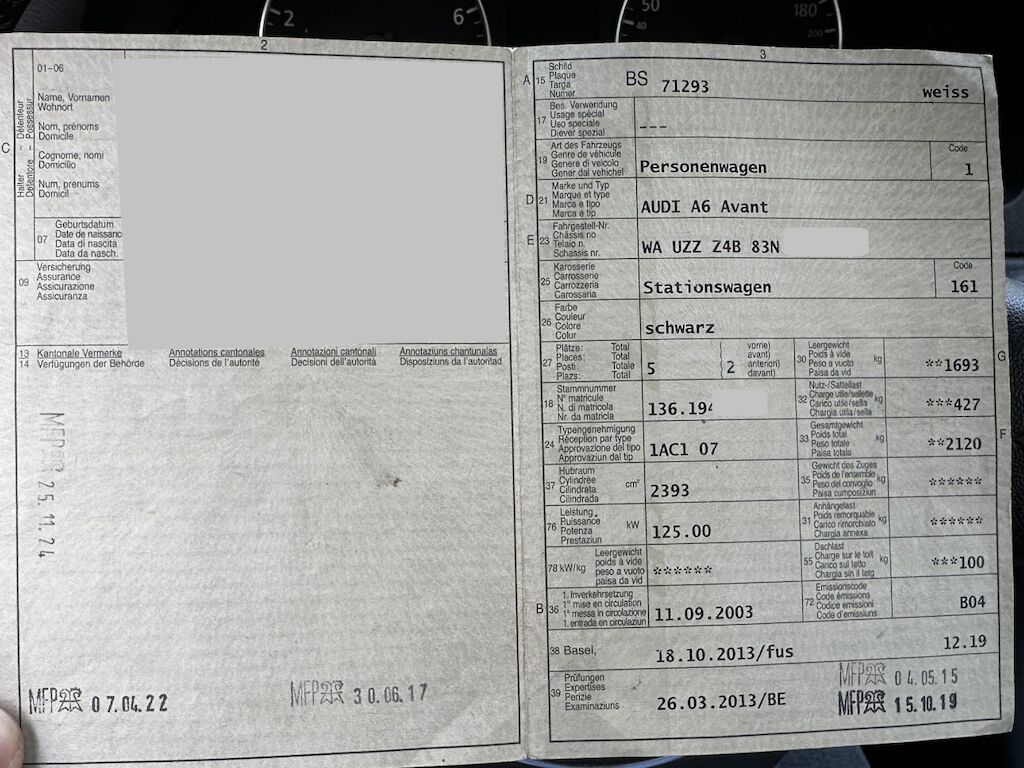 2
6
50
40
180
200
2
01–06
Name, Vornamen
Wohnort
Nom, prénoms
Domicile
Cognome, nomi
Domicilio
Num, prenums
Domicil
C
Halter – Détenteur
Detentore – Possessur
07
Geburtsdatum
Date de naissanc
Data di nascita
Data da nasch.
09
Versicherung
Assurance
Assicurazione
Assicuranza
13 Kantonale Vermerke Annotations cantonales Annotazioni cantonali Annotaziuns chantunalas
14 Verfügungen der Behörde Décisions de l'autorité Decisioni dell'autorità Disposiziuns da l'autoritad
MFP 25.11.24
MFP 07.04.22
MFP 30.06.17
3
A 15
Schild
Plaque
Targa
Numer
BS 71293 weiss
17
Bes. Verwendung
Usage spécial
Uso speciale
Diever spezial
---
19
Art des Fahrzeugs
Genre de véhicule
Genere di veicolo
Gener dal vehichel
Personenwagen
Code
1
D 21
Marke und Typ
Marque et type
Marca e tipo
Marca e tip
AUDI A6 Avant
E 23
Fahrgestell-Nr.
Châssis no
Telaio n.
Schassis nr.
WA UZZ Z4B 83N
25
Karosserie
Carrosserie
Carrozzeria
Carossaria
Stationswagen
Code
161
26
Farbe
Couleur
Colore
Colur
schwarz
27
Plätze: Total
Places: Total
Posti: Totale
Plazs: Total
5
( vorne)
avant)
anteriori)
( davant)
2
30
Leergewicht
Poids à vide
Peso a vuoto
Paisa da vid
kg
**1693
G
18
Stammnummer
N° matricule
N. di matricola
Nr. da matricla
136.194
32
Nutz-/Sattellast
Charge utile/sellette
Carico utile/sella
Chargia utila/sella
kg
***427
24
Typengenehmigung
Réception par type
Approvazione del tipo
Approvaziun dal tip
1AC1 07
33
Gesamtgewicht
Poids total
Peso totale
Paisa totala
kg
**2120
F
37
Hubraum
Cylindrée
Cilindrata
Cilindrada
cm³
2393
35
Gewicht des Zuges
Poids de l'ensemble
Peso del convoglio
Paisa cumposiziun
kg
******
76
Leistung
Puissance
Potenza
Prestaziun
kW
125.00
31
Anhängelast
Poids remorquable
Carico rimorchiato
Chargia annexa
kg
******
78 kW/kg
Leergewicht
poids à vide
peso a vuoto
paisa da vid
******
55
Dachlast
Charge sur le toit
Carico sul tetto
Chargia sin il tetg
kg
***100
B 36
1. Inverkehrsetzung
1re mise en circulation
1a messa in circolazione
1. entrada en circulaziun
11.09.2003
72
Emissionscode
Code émissions
Codice emissioni
Code d'emissiuns
B04
38 Basel, 18.10.2013/fus 12.19
39
Prüfungen
Expertises
Perizie
Examinaziuns
26.03.2013/BE
MFP 04.05.15
MFP 15.10.19